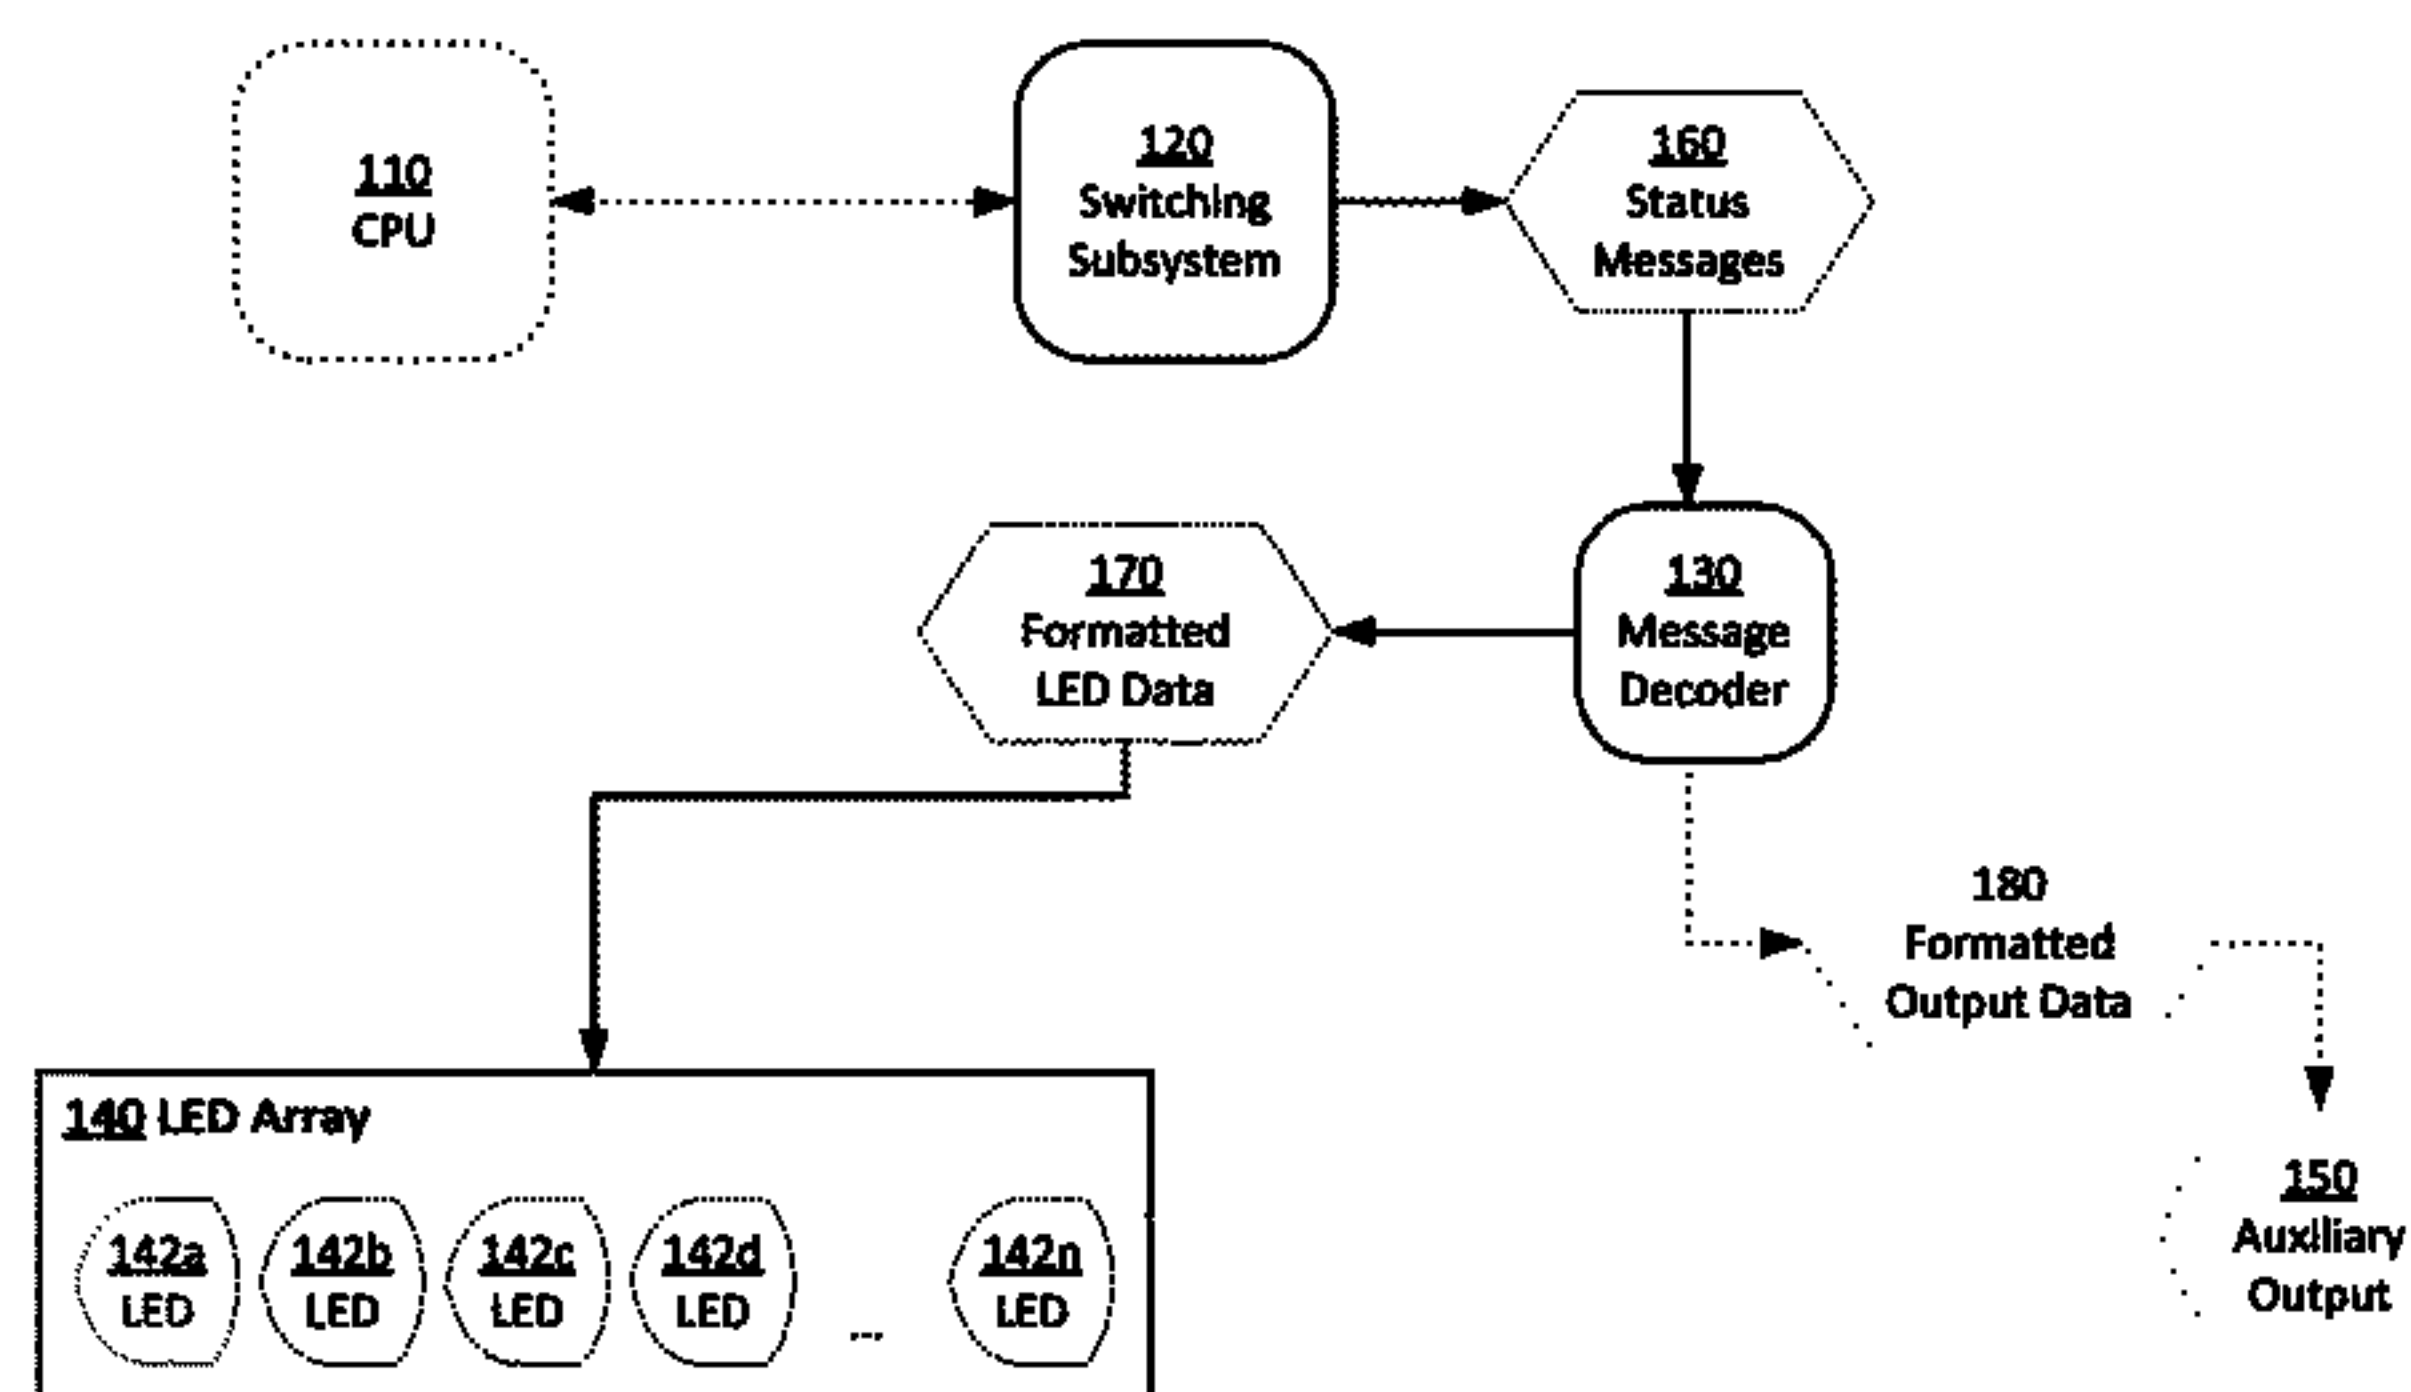 110
CPU
120
Switching
Subsystem
160
Status
Messages
170
Formatted
LED Data
130
Message
Decoder
180
Formatted
Output Data
140 LED Array
142a
LED
142b
LED
142c
LED
142d
LED
...
142n
LED
150
Auxiliary
Output